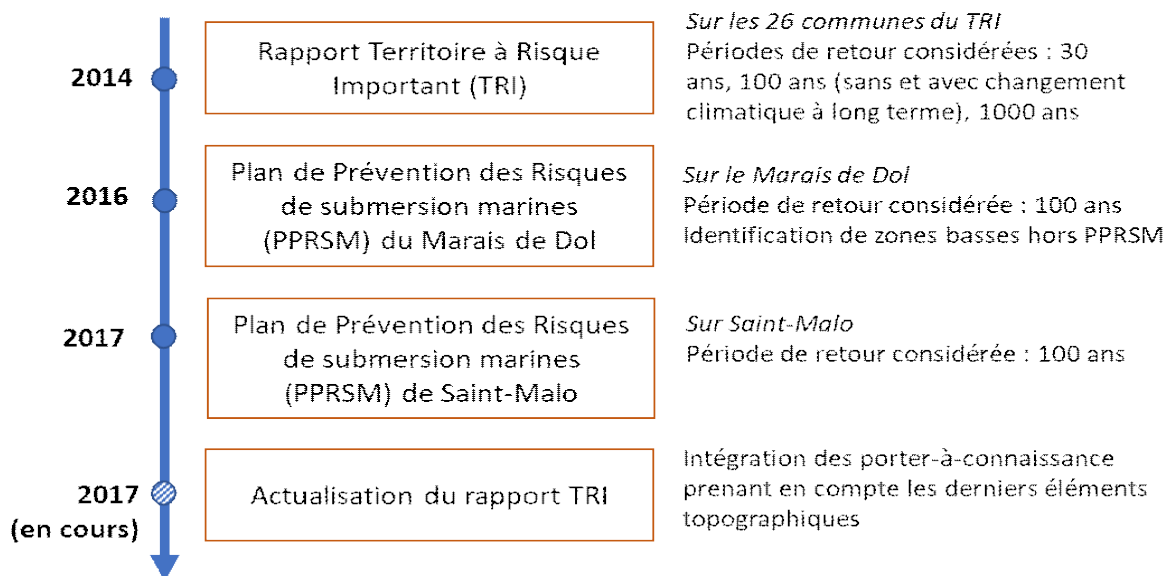 2014
Rapport Territoire à Risque
Important (TRI)
Sur les 26 communes du TRI
Périodes de retour considérées : 30
ans, 100 ans (sans et avec changement
climatique à long terme), 1000 ans
2016
Plan de Prévention des Risques
de submersion marines
(PPRSM) du Marais de Dol
Sur le Marais de Dol
Période de retour considérée : 100 ans
Identification de zones basses hors PPRSM
2017
Plan de Prévention des Risques
de submersion marines
(PPRSM) de Saint-Malo
Sur Saint-Malo
Période de retour considérée : 100 ans
2017
(en cours)
Actualisation du rapport TRI
Intégration des porter-à-connaissance
prenant en compte les derniers éléments
topographiques